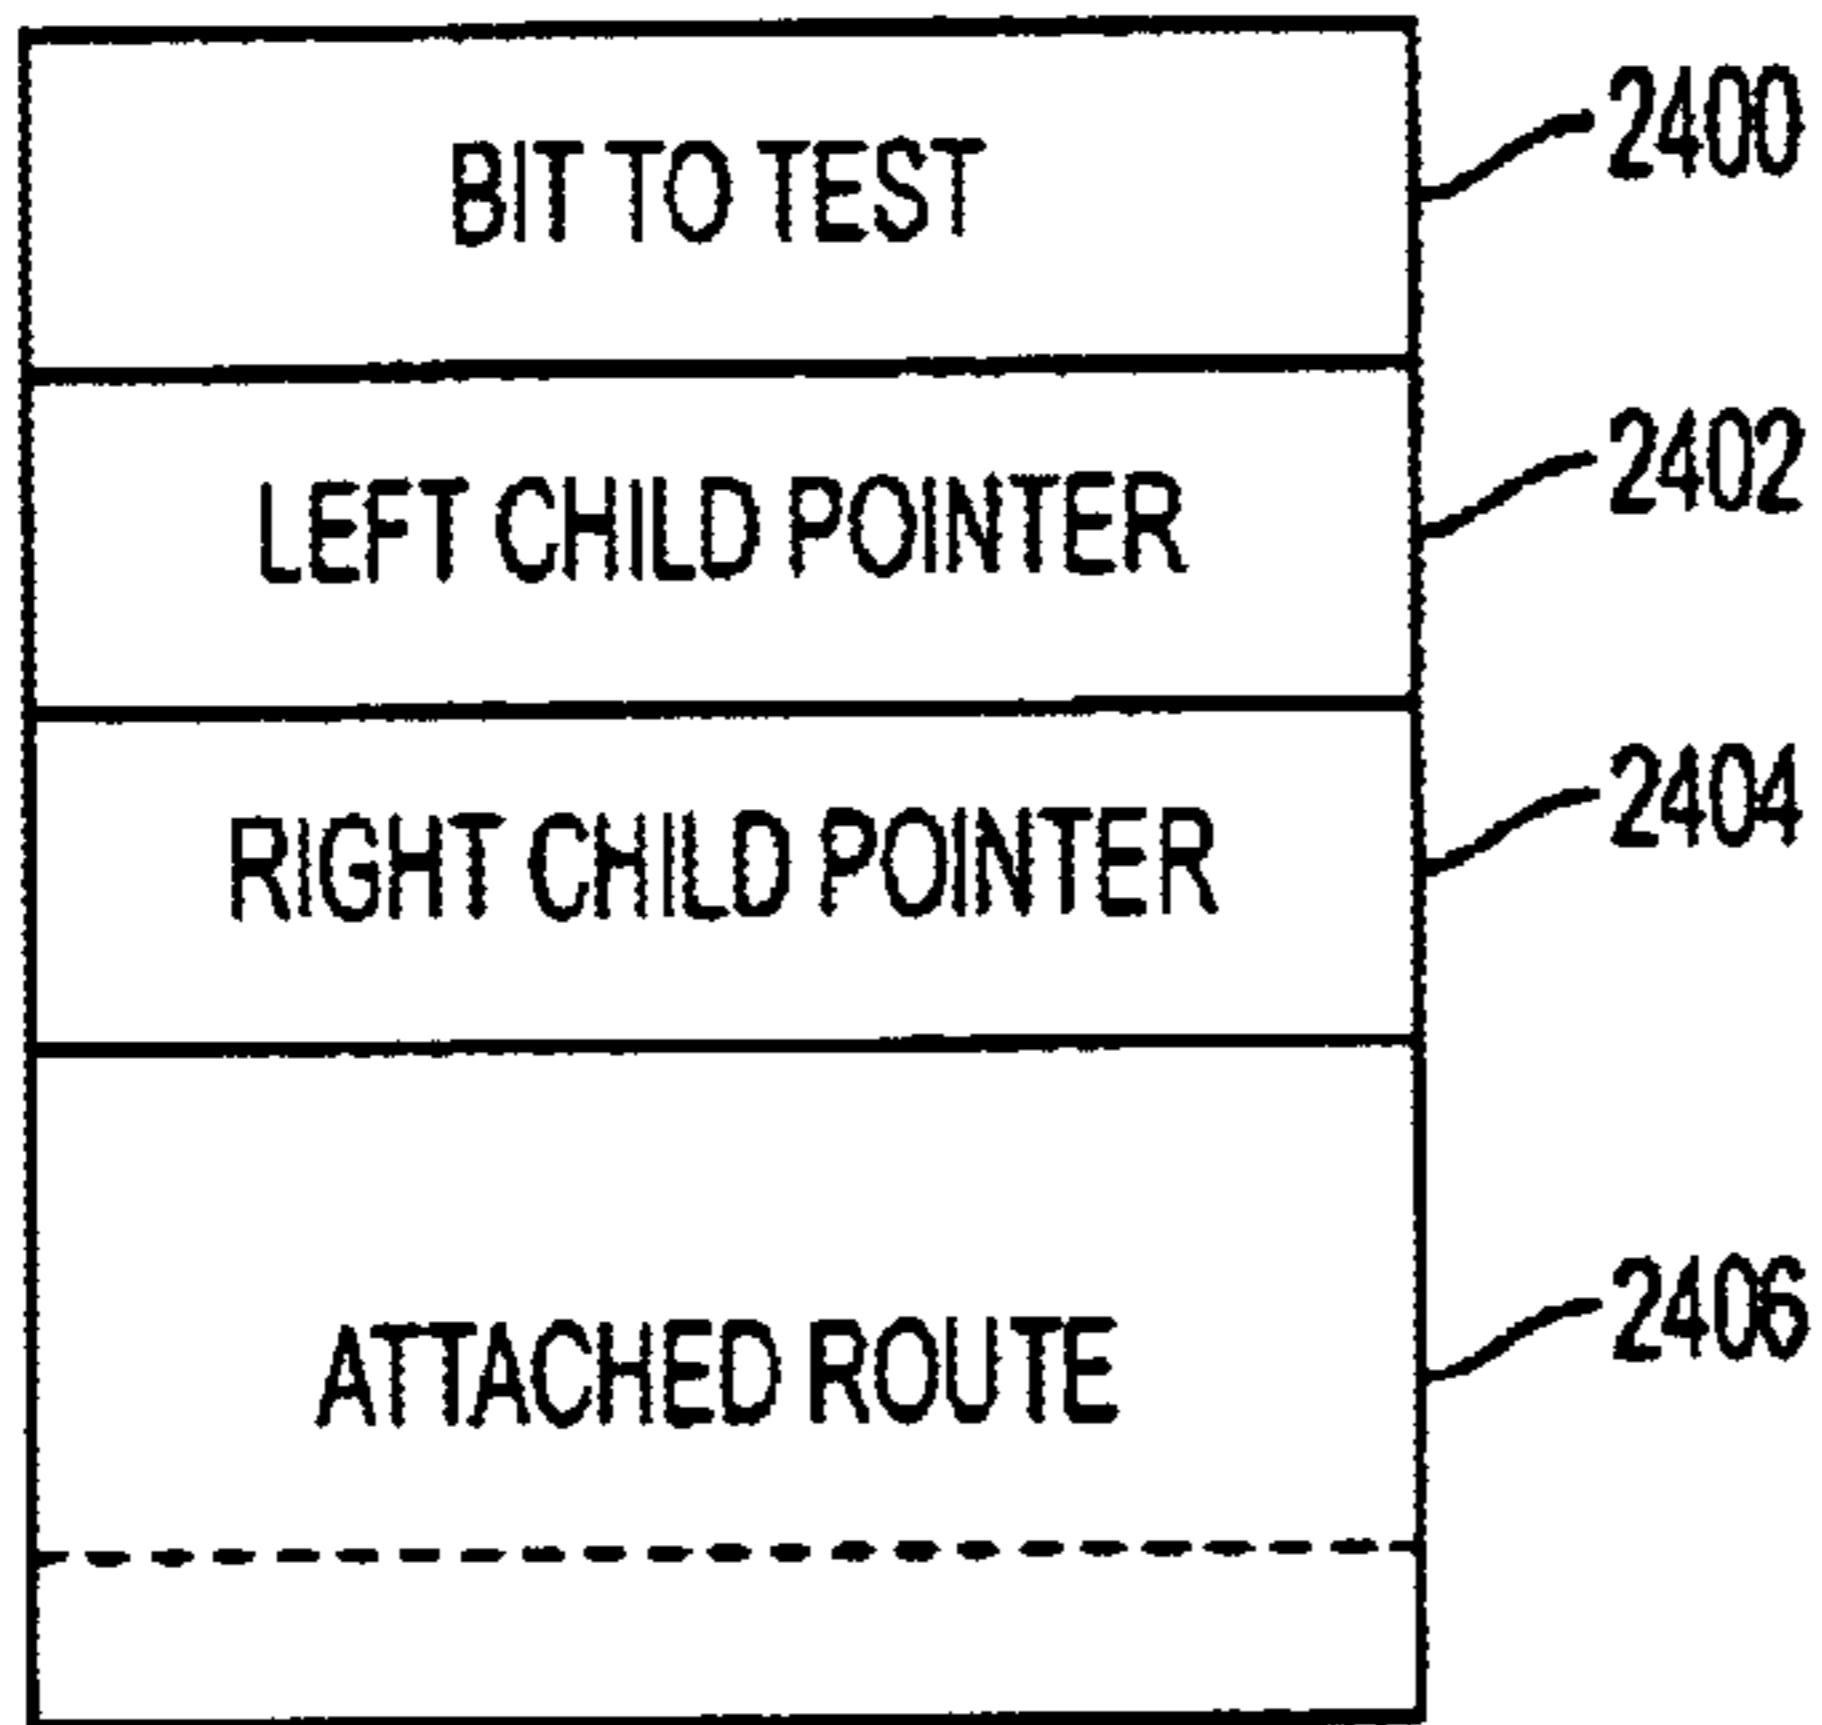 BIT TO TEST 2400
LEFT CHILD POINTER 2402
RIGHT CHILD POINTER 2404
ATTACHED ROUTE 2406